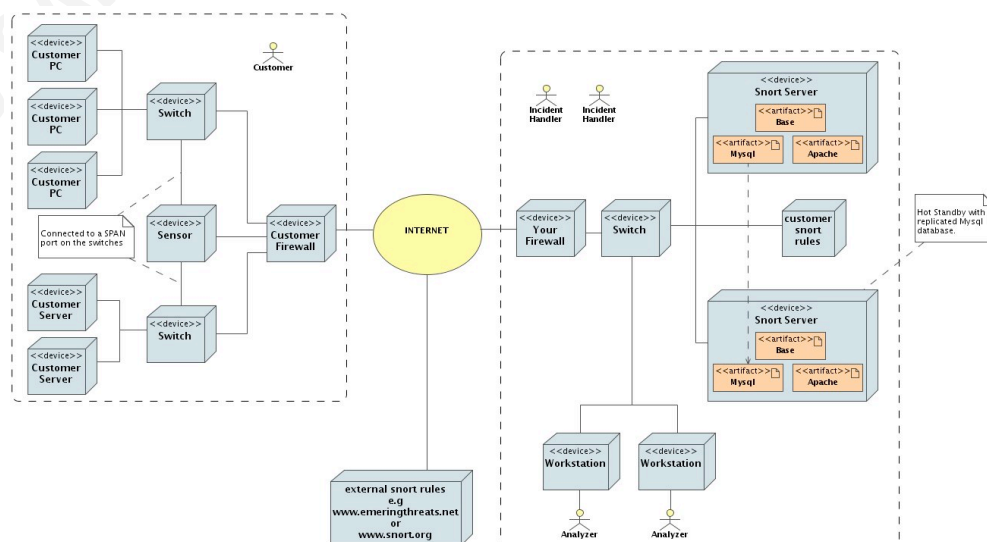 <<device>>
Customer
PC
<<device>>
Customer
PC
<<device>>
Customer
PC
<<device>>
Switch
Customer
Connected to a SPAN
port on the switches
<<device>>
Sensor
<<device>>
Customer
Firewall
<<device>>
Customer
Server
<<device>>
Customer
Server
<<device>>
Switch
INTERNET
external snort rules
e.g
www.emeringthreats.net
or
www.snort.org
Incident
Handler
Incident
Handler
<<device>>
Your
Firewall
<<device>>
Switch
<<device>>
Snort Server
<<artifact>>
Base
<<artifact>>
Mysql
<<artifact>>
Apache
customer
snort
rules
Hot Standby with
replicated Mysql
database.
<<device>>
Snort Server
<<artifact>>
Base
<<artifact>>
Mysql
<<artifact>>
Apache
<<device>>
Workstation
<<device>>
Workstation
Analyzer
Analyzer